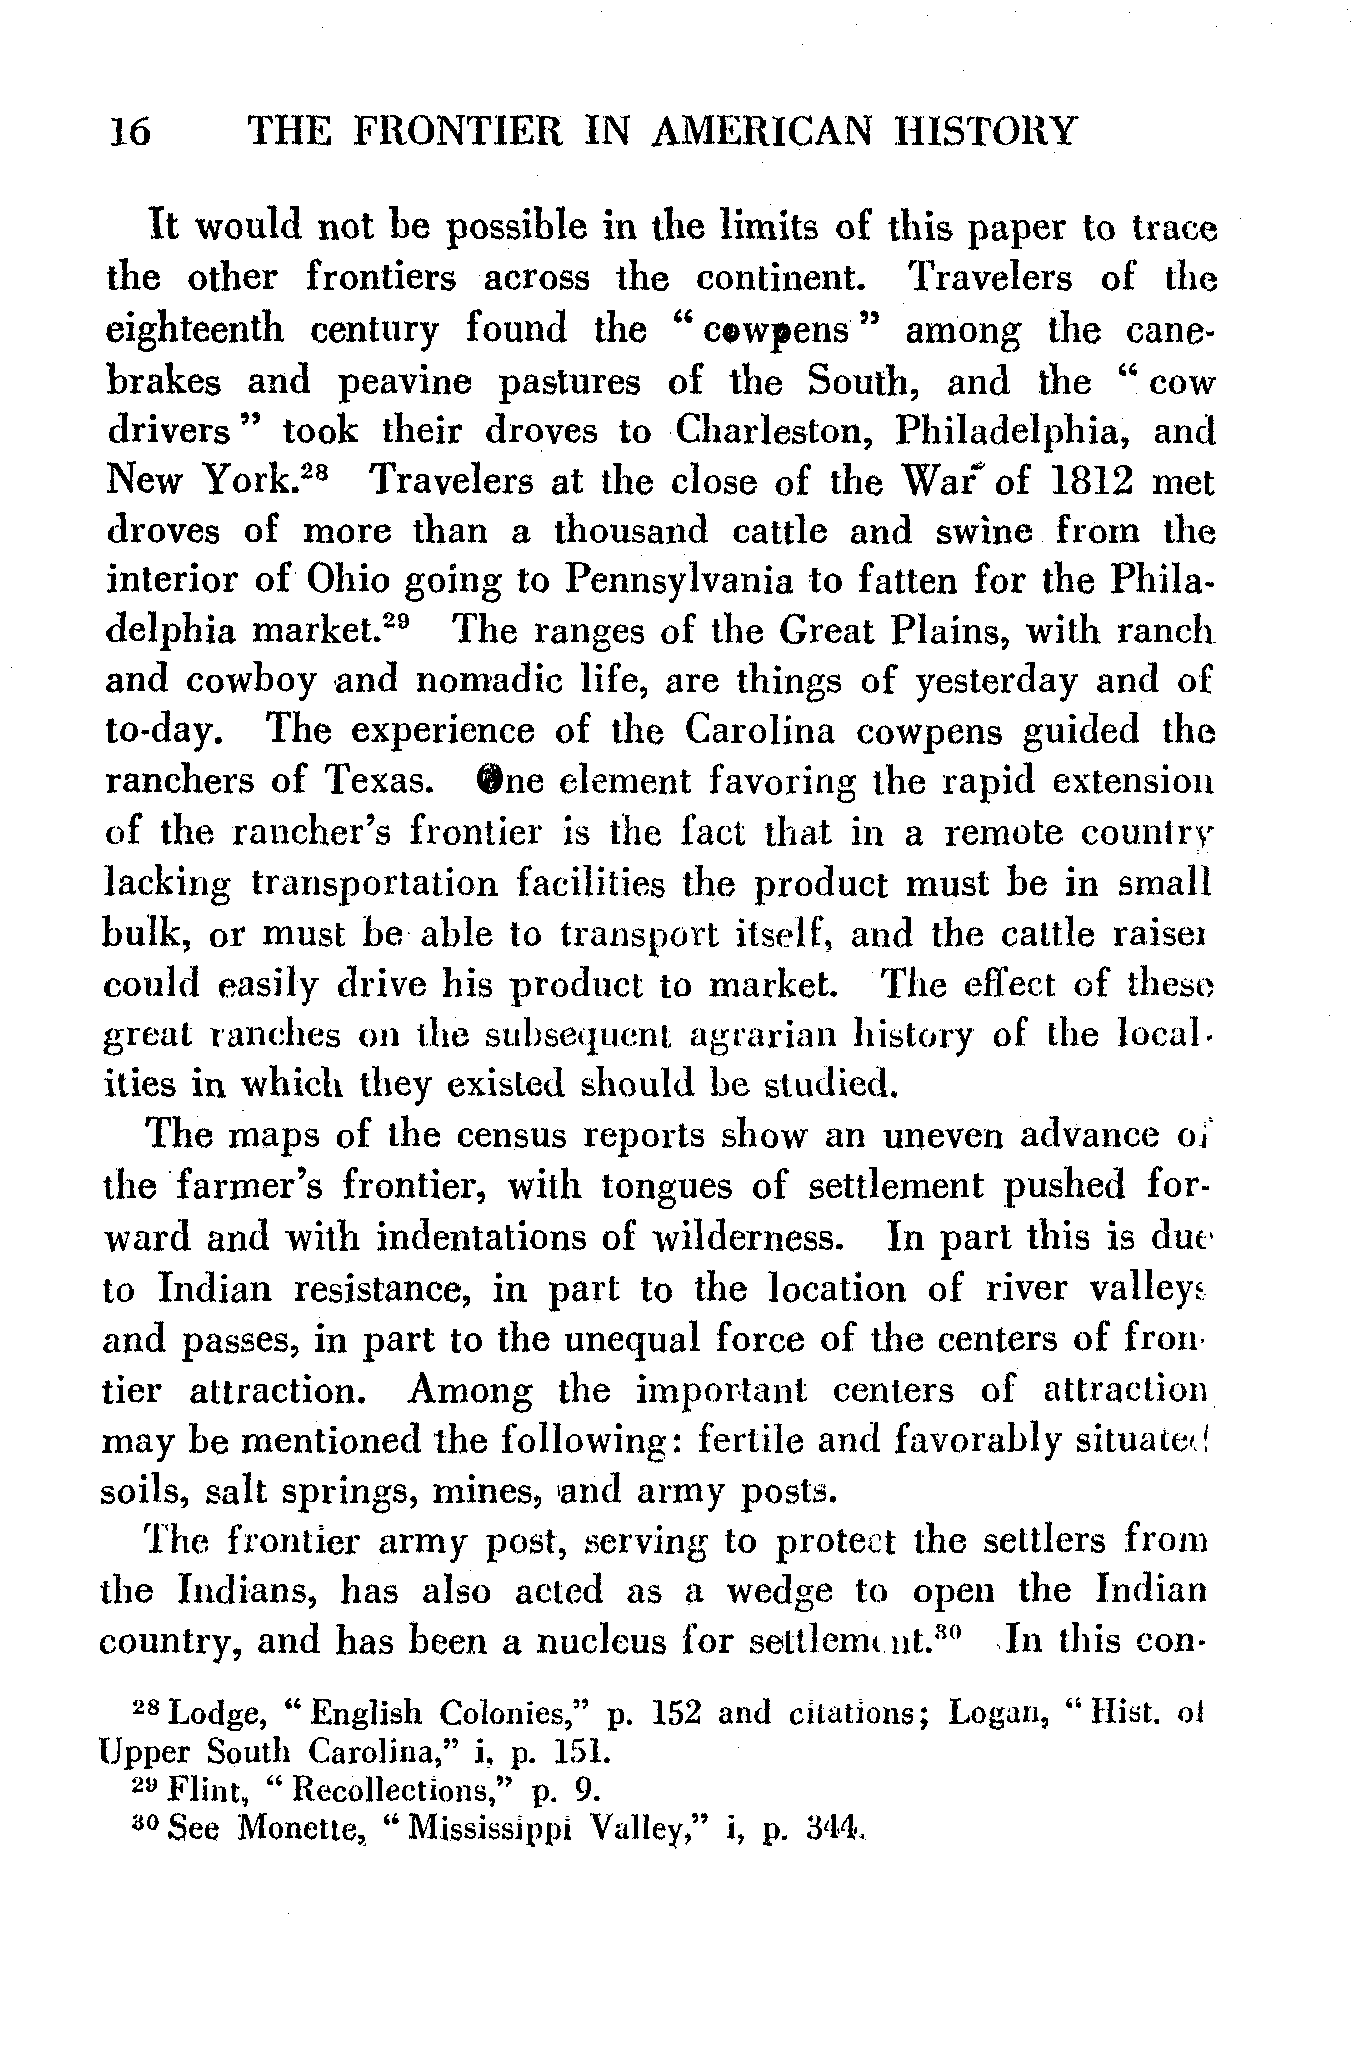 16 THE FRONTIER IN AMERICAN HISTORY
It would not be possible in the limits of this paper to trace
the other frontiers across the continent. Travelers of the
eighteenth century found the “ cowpens ” among the cane-
brakes and peavine pastures of the South, and the “ cow
drivers ” took their droves to Charleston, Philadelphia, and
New York.²⁸ Travelers at the close of the War of 1812 met
droves of more than a thousand cattle and swine from the
interior of Ohio going to Pennsylvania to fatten for the Phila-
delphia market.²⁹ The ranges of the Great Plains, with ranch
and cowboy and nomadic life, are things of yesterday and of
to-day. The experience of the Carolina cowpens guided the
ranchers of Texas. One element favoring the rapid extension
of the rancher’s frontier is the fact that in a remote country
lacking transportation facilities the product must be in small
bulk, or must be able to transport itself, and the cattle raiser
could easily drive his product to market. The effect of these
great ranches on the subsequent agrarian history of the local-
ities in which they existed should be studied.
The maps of the census reports show an uneven advance of
the farmer’s frontier, with tongues of settlement pushed for-
ward and with indentations of wilderness. In part this is due
to Indian resistance, in part to the location of river valleys
and passes, in part to the unequal force of the centers of fron-
tier attraction. Among the important centers of attraction
may be mentioned the following: fertile and favorably situated
soils, salt springs, mines, and army posts.
The frontier army post, serving to protect the settlers from
the Indians, has also acted as a wedge to open the Indian
country, and has been a nucleus for settlement.³⁰ In this con-
²⁸ Lodge, “ English Colonies,” p. 152 and citations; Logan, “ Hist. of
Upper South Carolina,” i, p. 151.
²⁹ Flint, “ Recollections,” p. 9.
³⁰ See Monette, “ Mississippi Valley,” i, p. 344.